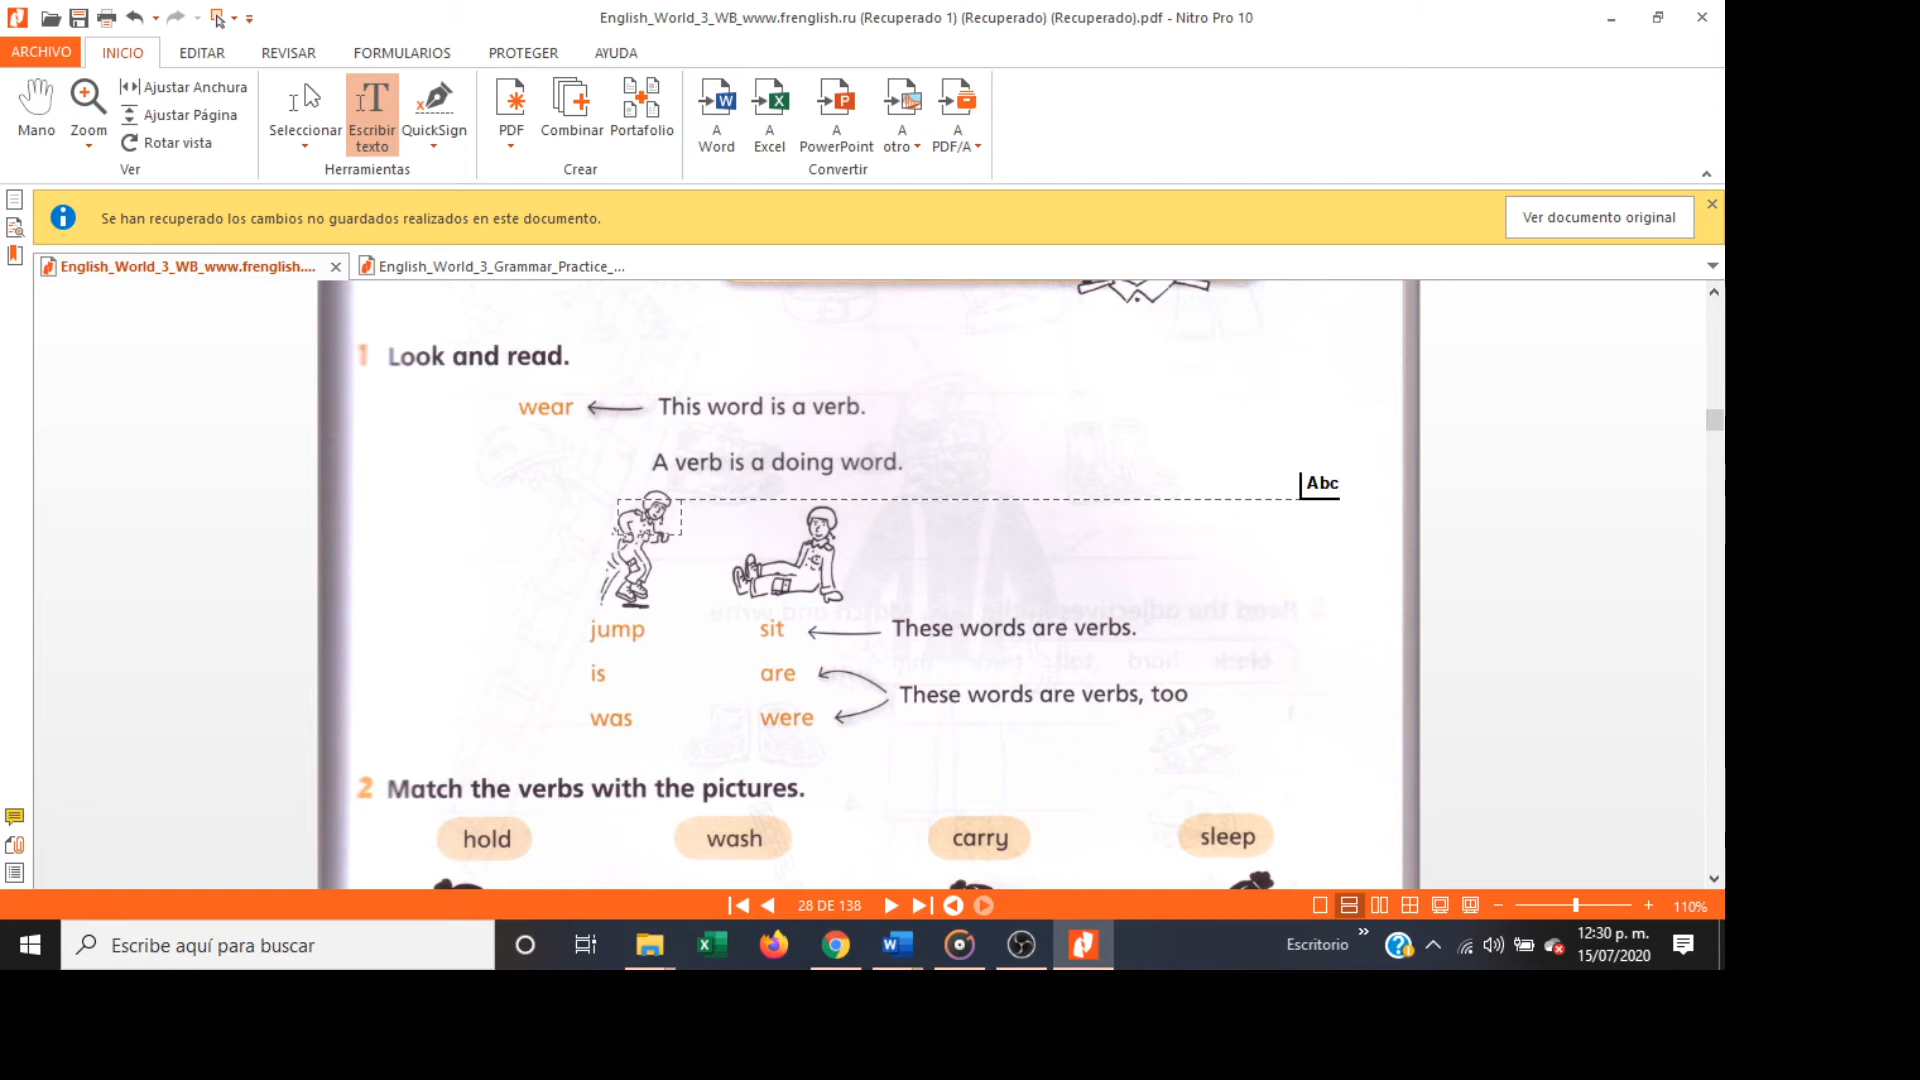 English_World_3_WB_www.frenglish.ru (Recuperado 1) (Recuperado) (Recuperado).pdf - Nitro Pro 10
ARCHIVO INICIO EDITAR REVISAR FORMULARIOS PROTEGER AYUDA
Mano
Zoom
Ajustar Anchura
Ajustar Página
Rotar vista
Ver
Seleccionar
Escribir texto
QuickSign
Herramientas
PDF
Combinar
Portafolio
Crear
A Word
A Excel
A PowerPoint
A otro
A PDF/A
Convertir
Se han recuperado los cambios no guardados realizados en este documento.
Ver documento original
English_World_3_WB_www.frenglish....
English_World_3_Grammar_Practice_...
1 Look and read.
wear This word is a verb.
A verb is a doing word.
Abc
jump sit These words are verbs.
is are
These words are verbs, too
was were
2 Match the verbs with the pictures.
hold wash carry sleep
28 DE 138
110%
Escribe aquí para buscar
Escritorio
12:30 p. m.
15/07/2020